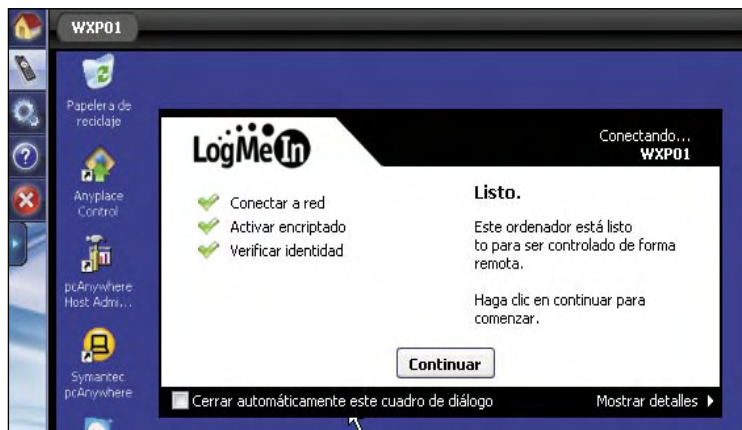 WXP01
Papelera de
reciclaje
Anyplace
Control
pcAnywhere
Host Admi...
Symantec
pcAnywhere
LogMeIn
Conectando...
WXP01
Conectar a red
Activar encriptado
Verificar identidad
Listo.
Este ordenador está listo
to para ser controlado de forma
remota.
Haga clic en continuar para
comenzar.
Continuar
Cerrar automáticamente este cuadro de diálogo
Mostrar detalles